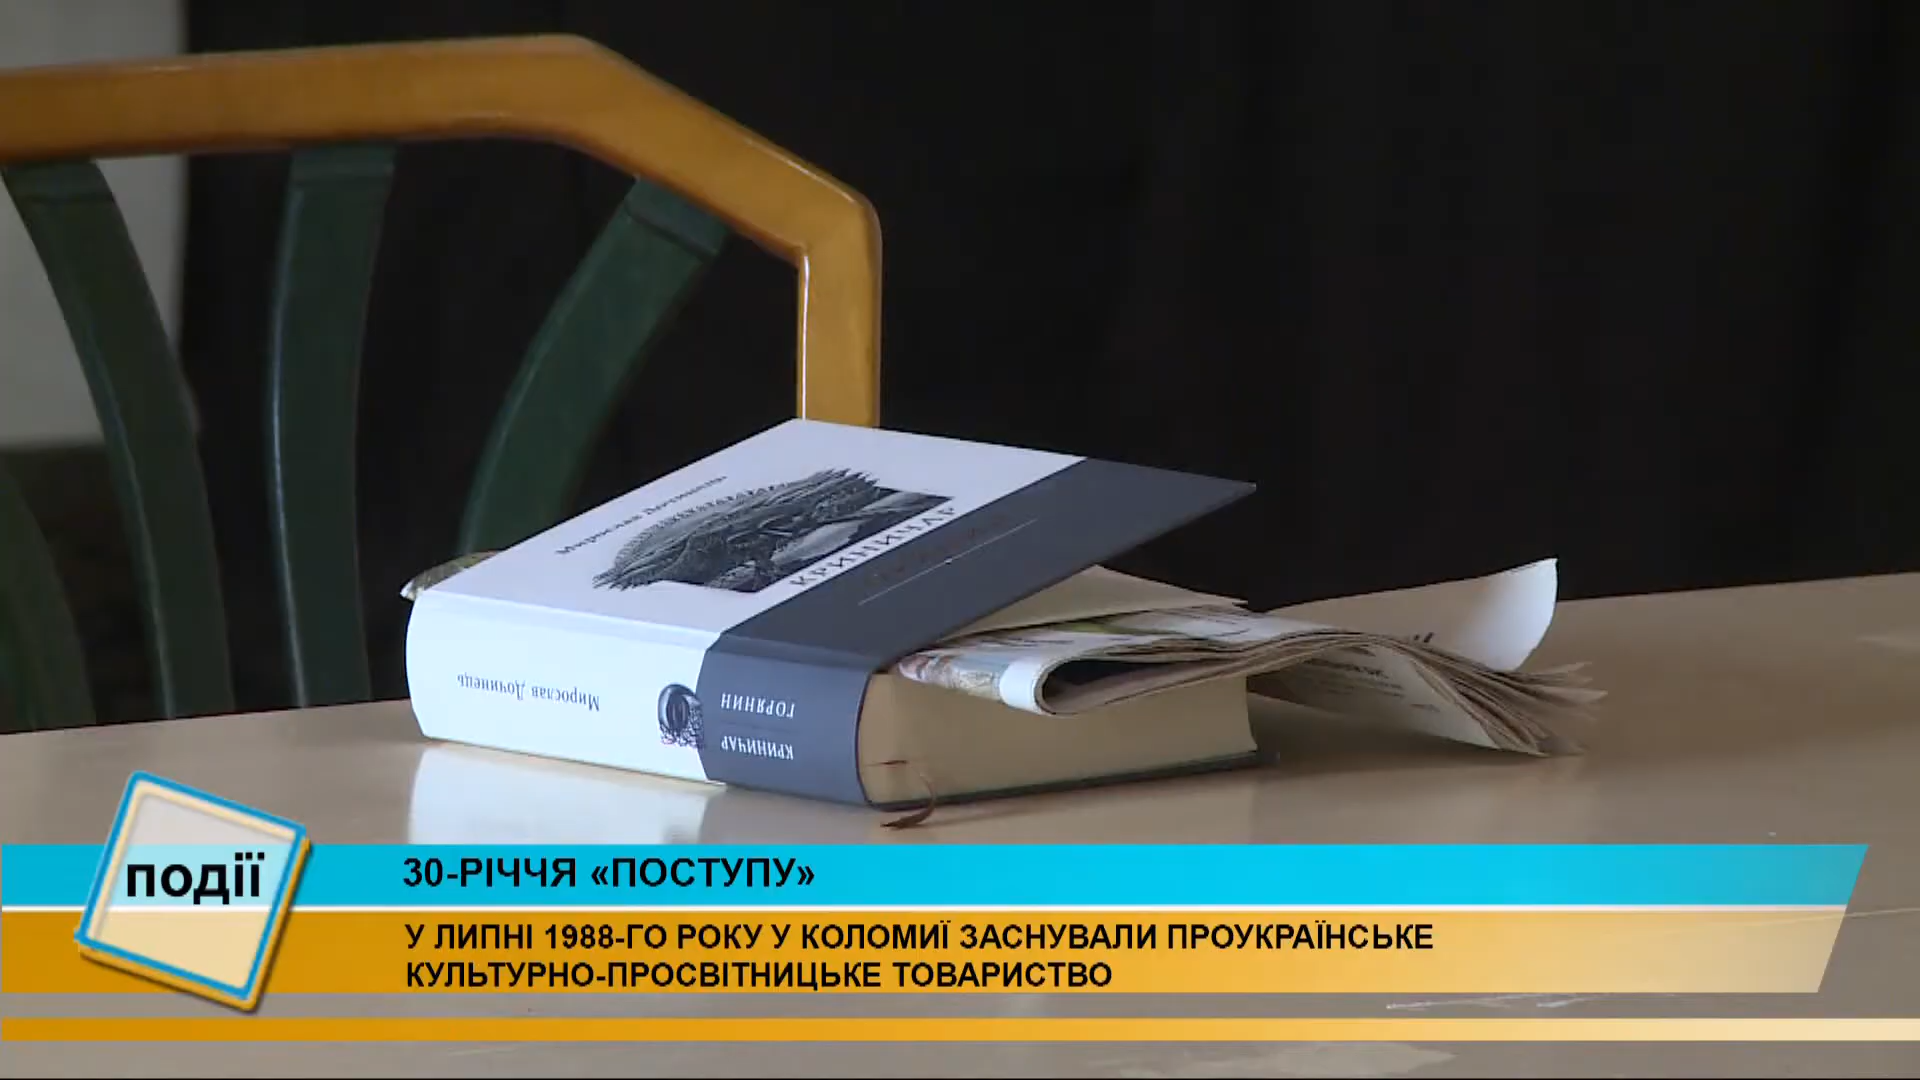 Мирослав Дочинець
КРИНИЧАР
Мирослав Дочинець
ГОРЯНИН
КРИНИЧАР
події
30-РІЧЧЯ «ПОСТУПУ»
У ЛИПНІ 1988-ГО РОКУ У КОЛОМИЇ ЗАСНУВАЛИ ПРОУКРАЇНСЬКЕ
КУЛЬТУРНО-ПРОСВІТНИЦЬКЕ ТОВАРИСТВО